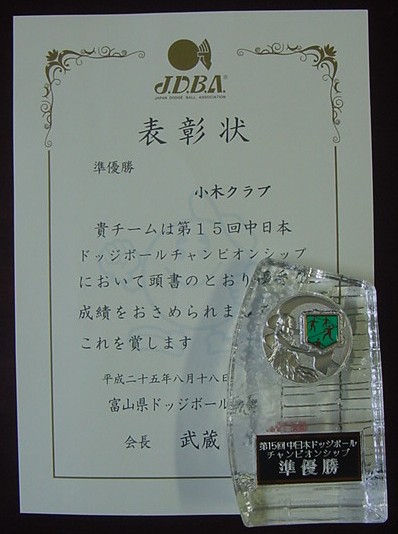 J.D.B.A.®
JAPAN DODGE BALL ASSOCIATION
表彰状
準優勝
小木クラブ
貴チームは第15回中日本
ドッジボールチャンピオンシップ
において頭書のとおり優秀な
成績をおさめられました
これを賞します
平成二十五年八月十八日
富山県ドッジボール
会長 武蔵
第15回 中日本ドッジボール
チャンピオンシップ
準優勝